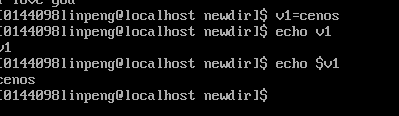 [0144098linpeng@localhost newdir]$ v1=cenos
[0144098linpeng@localhost newdir]$ echo v1
v1
[0144098linpeng@localhost newdir]$ echo $v1
cenos
[0144098linpeng@localhost newdir]$